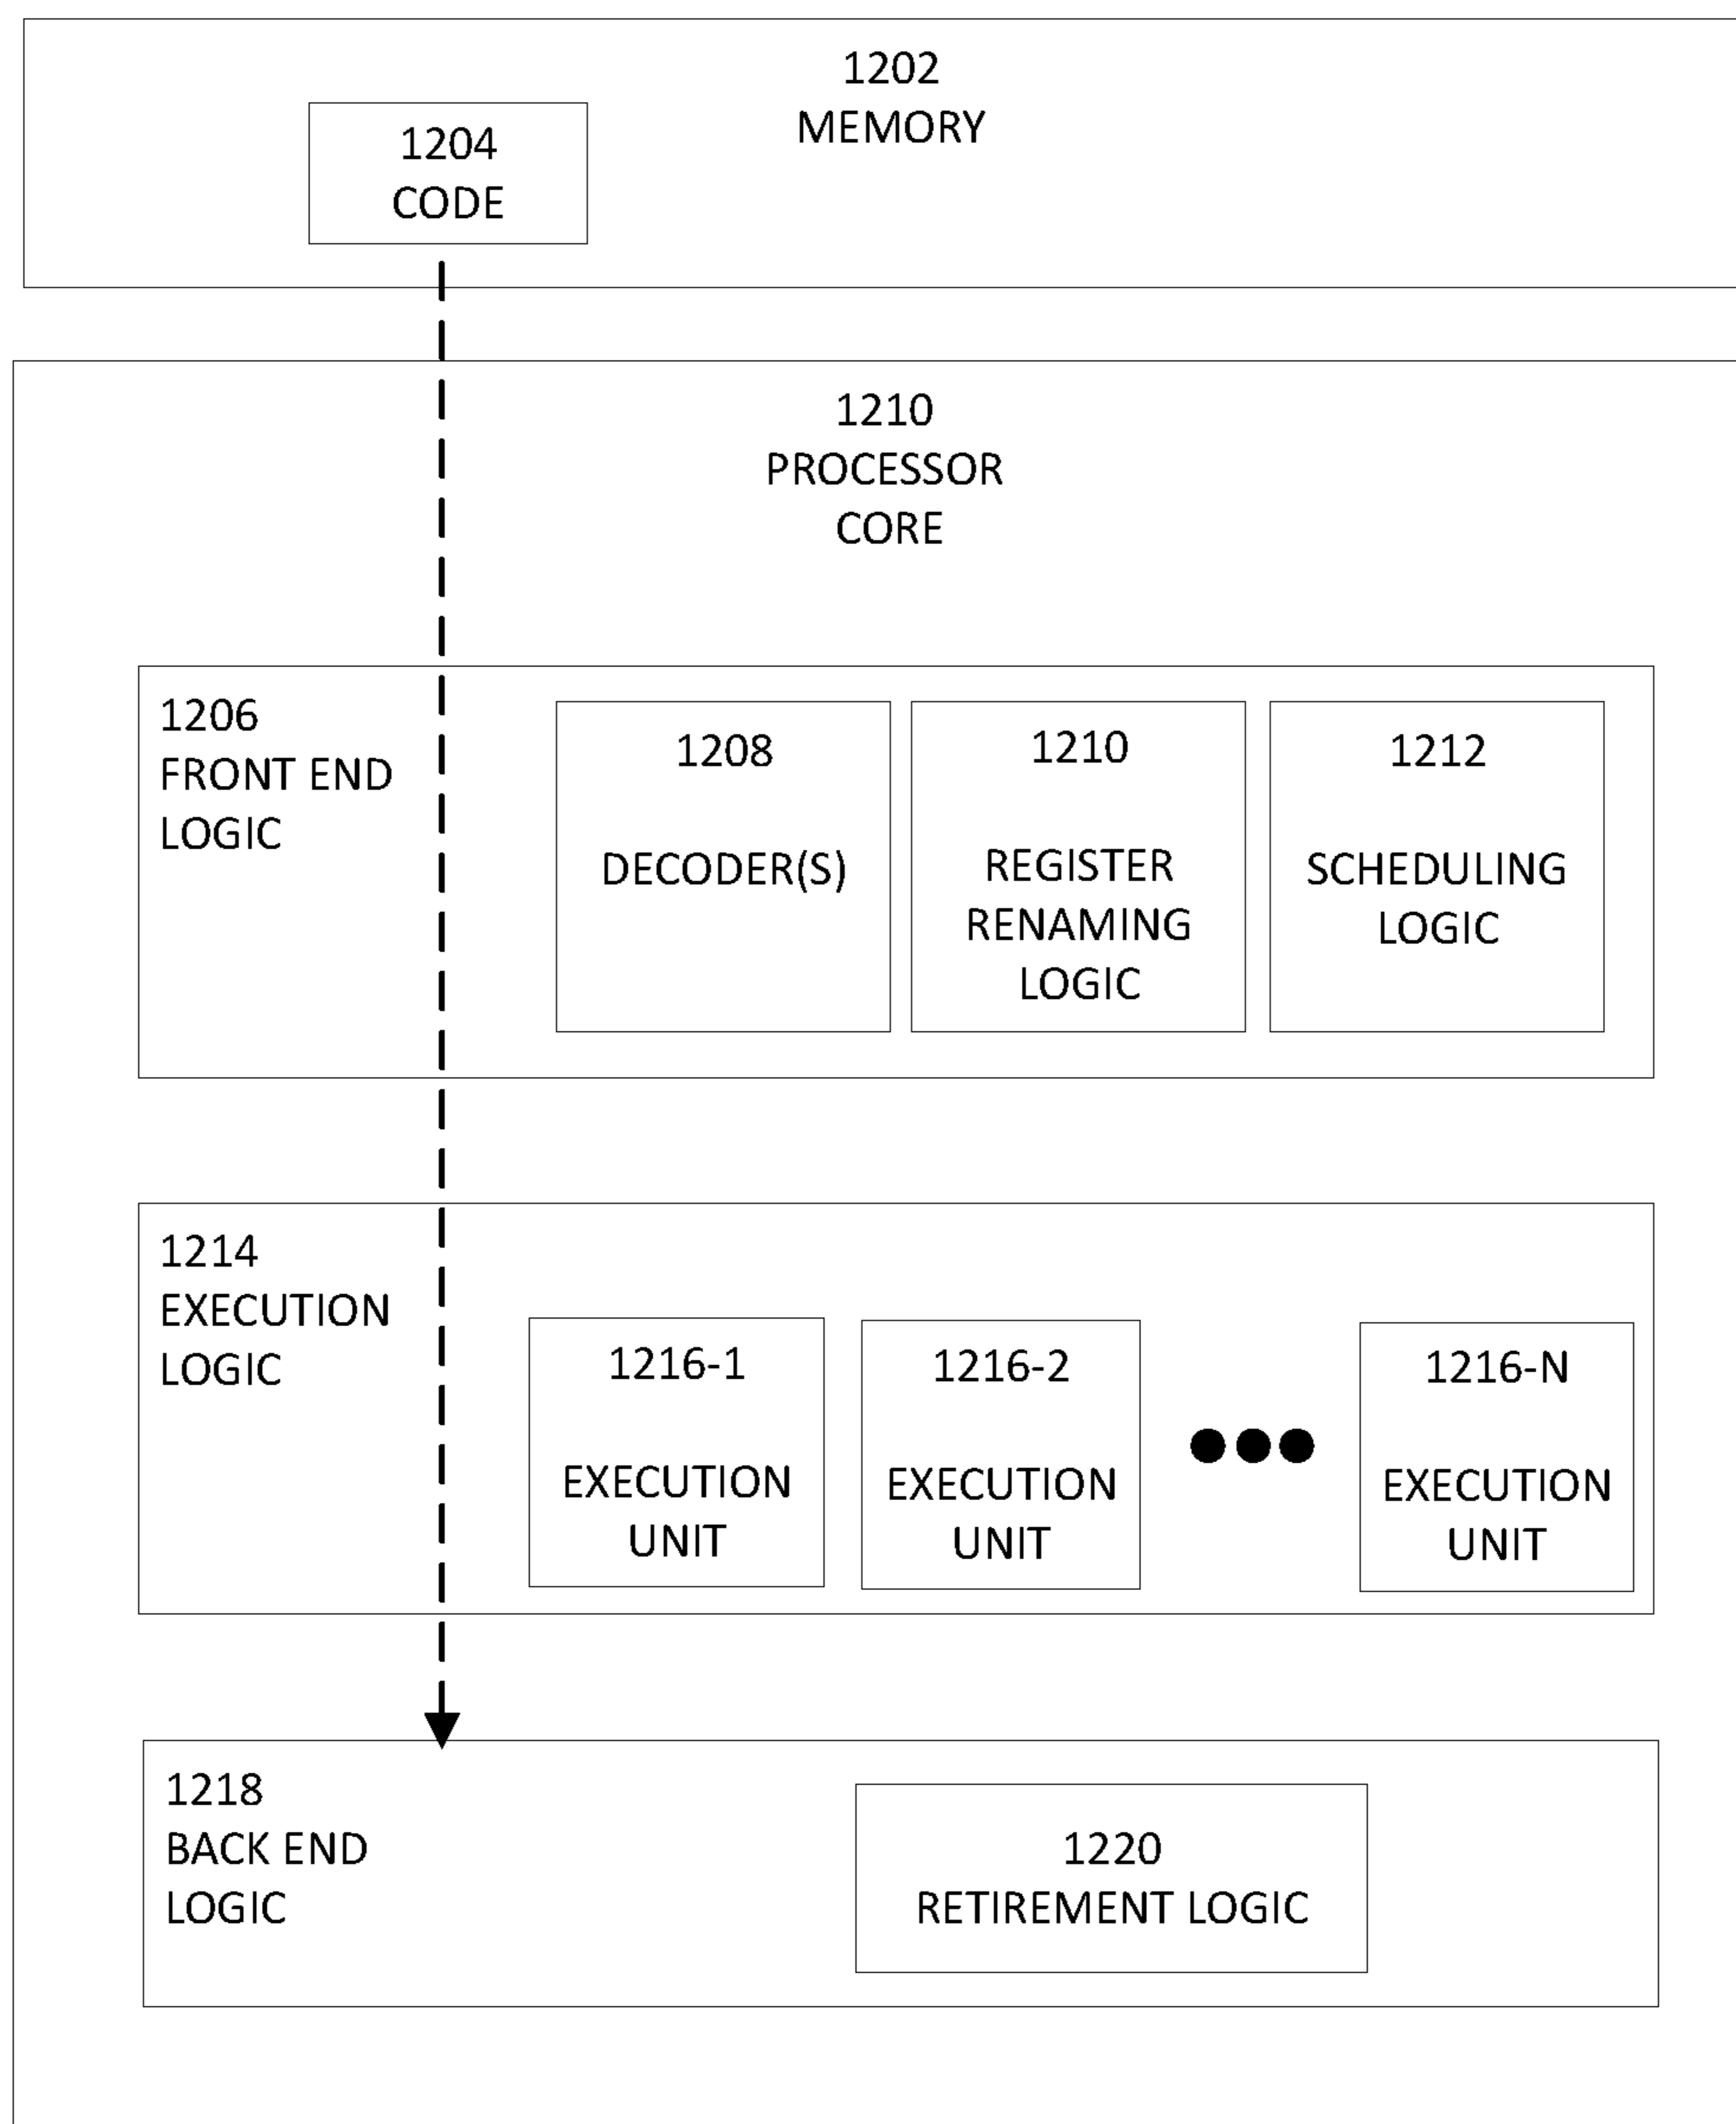 1202
MEMORY
1204
CODE
1210
PROCESSOR
CORE
1206
FRONT END
LOGIC
1208
DECODER(S)
1210
REGISTER
RENAMING
LOGIC
1212
SCHEDULING
LOGIC
1214
EXECUTION
LOGIC
1216-1
EXECUTION
UNIT
1216-2
EXECUTION
UNIT
1216-N
EXECUTION
UNIT
1218
BACK END
LOGIC
1220
RETIREMENT LOGIC